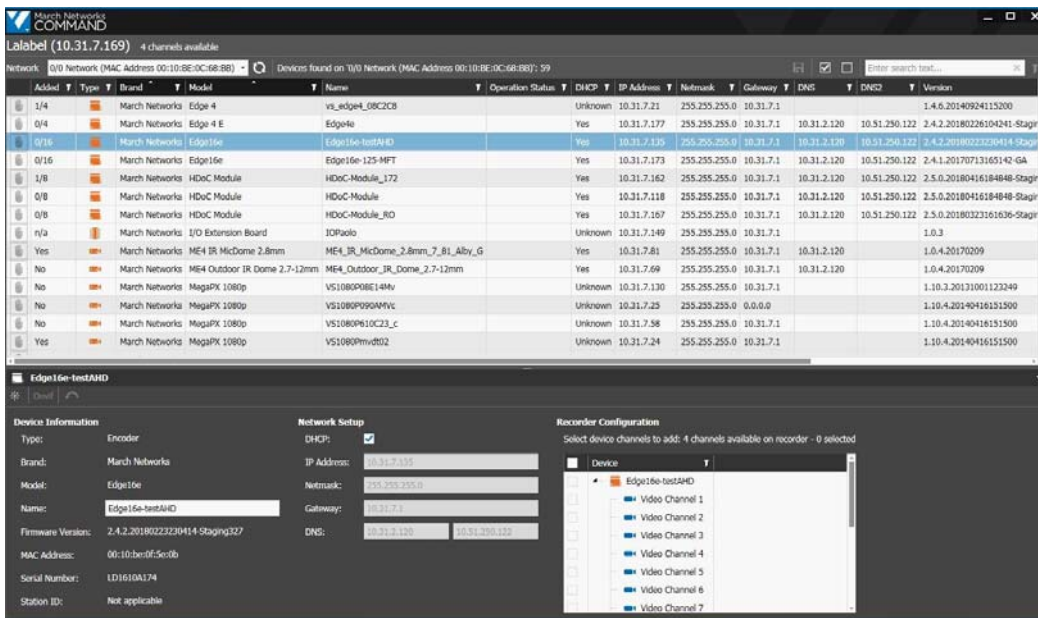 March Networks
COMMAND
Lalabel (10.31.7.169) 4 channels available
Network 0/0 Network (MAC Address 00:10:BE:0C:68:BB) Devices found on '0/0 Network (MAC Address 00:10:BE:0C:68:BB)': 59 Enter search text...
Added Type Brand Model Name Operation Status DHCP IP Address Netmask Gateway DNS DNS2 Version
1/4 March Networks Edge 4 vs_edge4_08C2C8 Unknown 10.31.7.21 255.255.255.0 10.31.7.1 1.4.6.20140924115200
0/4 March Networks Edge 4 E Edge4e Yes 10.31.7.177 255.255.255.0 10.31.7.1 10.31.2.120 10.51.250.122 2.4.2.20180226104241-Stagin
0/16 March Networks Edge16e Edge16e-testAHD Yes 10.31.7.135 255.255.255.0 10.31.7.1 10.31.2.120 10.51.250.122 2.4.2.20180223230414-Stagin
0/16 March Networks Edge16e Edge16e-125-MFT Yes 10.31.7.173 255.255.255.0 10.31.7.1 10.31.2.120 10.51.250.122 2.4.1.20170713165142-GA
1/8 March Networks HDoC Module HDoC-Module_172 Yes 10.31.7.162 255.255.255.0 10.31.7.1 10.31.2.120 10.51.250.122 2.5.0.20180416184848-Stagin
0/8 March Networks HDoC Module HDoC-Module Yes 10.31.7.118 255.255.255.0 10.31.7.1 10.31.2.120 10.51.250.122 2.5.0.20180416184848-Stagin
0/8 March Networks HDoC Module HDoC-Module_RO Yes 10.31.7.167 255.255.255.0 10.31.7.1 10.31.2.120 10.51.250.122 2.5.0.20180323161636-Stagin
n/a March Networks I/O Extension Board IOPaolo Unknown 10.31.7.149 255.255.255.0 10.31.7.1 1.0.3
Yes March Networks ME4 IR MicDome 2.8mm ME4_IR_MicDome_2.8mm_7_81_Alby_G Yes 10.31.7.81 255.255.255.0 10.31.7.1 10.31.2.120 1.0.4.20170209
No March Networks ME4 Outdoor IR Dome 2.7-12mm ME4_Outdoor_IR_Dome_2.7-12mm Yes 10.31.7.69 255.255.255.0 10.31.7.1 10.31.2.120 1.0.4.20170209
No March Networks MegaPX 1080p VS1080P08E14Mv Unknown 10.31.7.130 255.255.255.0 10.31.7.1 1.10.3.20131001123249
No March Networks MegaPX 1080p VS1080P090AMVc Unknown 10.31.7.25 255.255.255.0 0.0.0.0 1.10.4.20140416151500
No March Networks MegaPX 1080p VS1080P610C23_c Unknown 10.31.7.58 255.255.255.0 10.31.7.1 1.10.4.20140416151500
Yes March Networks MegaPX 1080p VS1080Pmvdt02 Unknown 10.31.7.24 255.255.255.0 10.31.7.1 1.10.4.20140416151500
Edge16e-testAHD
Device Information Network Setup Recorder Configuration
Type: Encoder DHCP: Select device channels to add: 4 channels available on recorder - 0 selected
Brand: March Networks IP Address: 10.31.7.135 Device
Model: Edge16e Netmask: 255.255.255.0 Edge16e-testAHD
Name: Edge16e-testAHD Gateway: 10.31.7.1 Video Channel 1
Firmware Version: 2.4.2.20180223230414-Staging327 DNS: 10.31.2.120 10.51.250.122 Video Channel 2
Video Channel 3
MAC Address: 00:10:be:0f:5e:0b Video Channel 4
Serial Number: LD1610A174 Video Channel 5
Video Channel 6
Station ID: Not applicable Video Channel 7